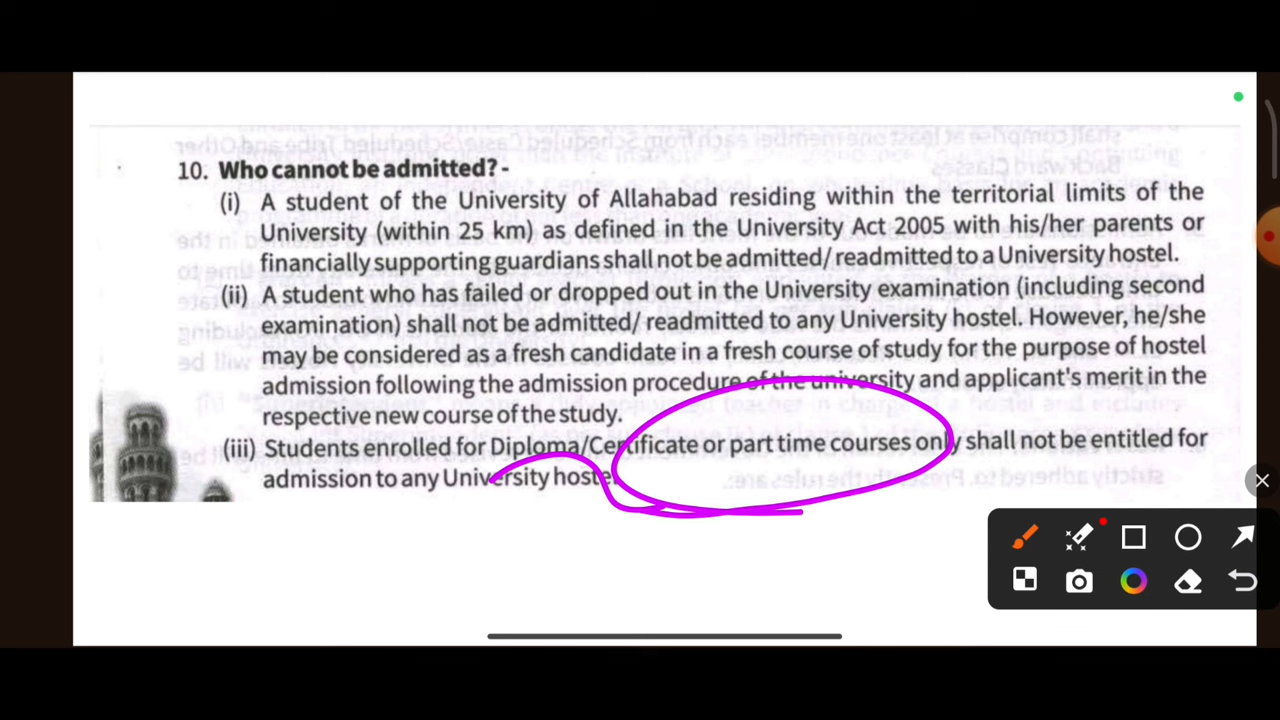 10. Who cannot be admitted? -
(i) A student of the University of Allahabad residing within the territorial limits of the
University (within 25 km) as defined in the University Act 2005 with his/her parents or
financially supporting guardians shall not be admitted/ readmitted to a University hostel.
(ii) A student who has failed or dropped out in the University examination (including second
examination) shall not be admitted/ readmitted to any University hostel. However, he/she
may be considered as a fresh candidate in a fresh course of study for the purpose of hostel
admission following the admission procedure of the university and applicant's merit in the
respective new course of the study.
(iii) Students enrolled for Diploma/Certificate or part time courses only shall not be entitled for
admission to any University hostel